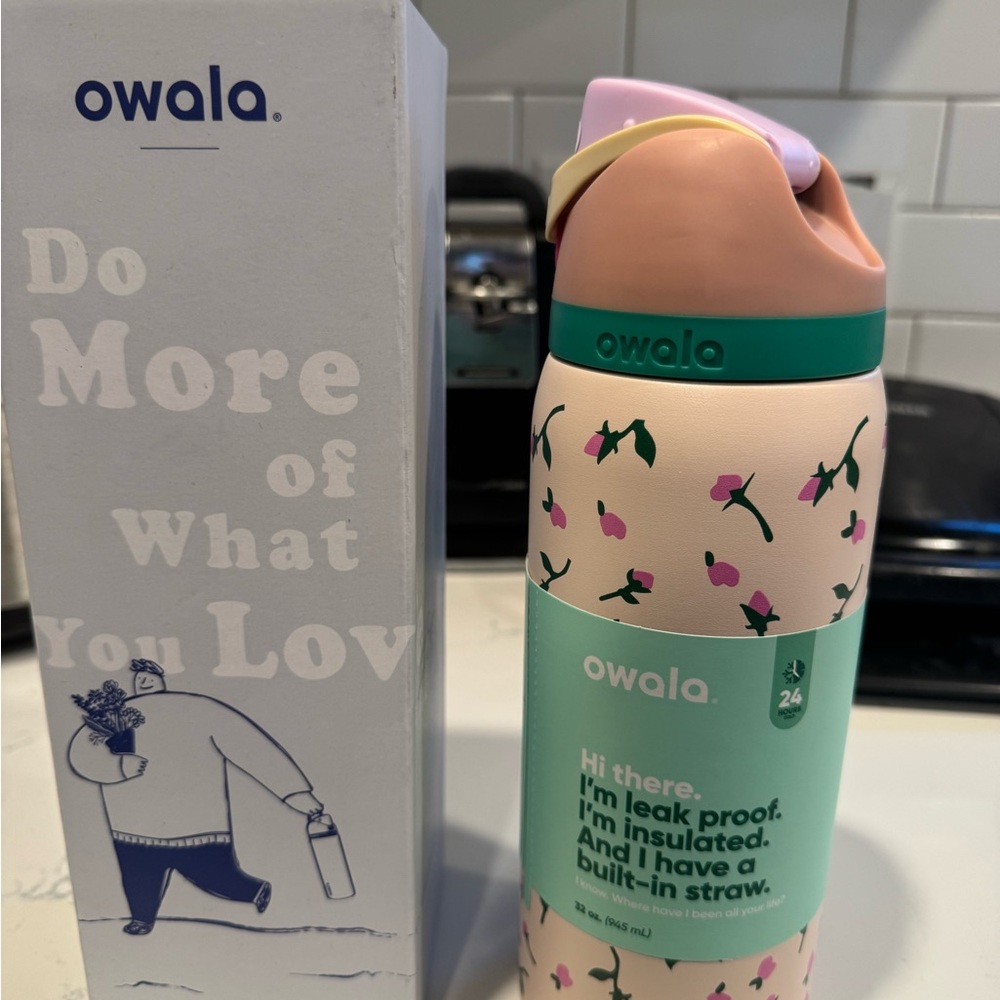 owala®
Do
More
of
What
You Lov
owala
owala®
24
HOURS
Hi there.
I'm leak proof.
I'm insulated.
And I have a
built-in straw.
I know. Where have I been all your life?
32 oz. (945 mL)